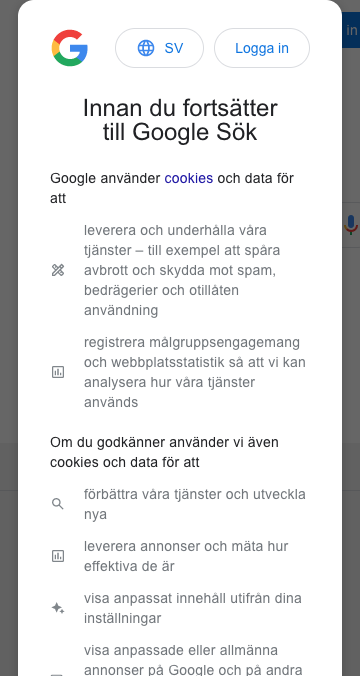 SV
Logga in
in
Innan du fortsätter
till Google Sök
Google använder cookies och data för
att
leverera och underhålla våra
tjänster – till exempel att spåra
avbrott och skydda mot spam,
bedrägerier och otillåten
användning
registrera målgruppsengagemang
och webbplatsstatistik så att vi kan
analysera hur våra tjänster
används
Om du godkänner använder vi även
cookies och data för att
förbättra våra tjänster och utveckla
nya
leverera annonser och mäta hur
effektiva de är
visa anpassat innehåll utifrån dina
inställningar
visa anpassade eller allmänna
annonser på Google och på andra